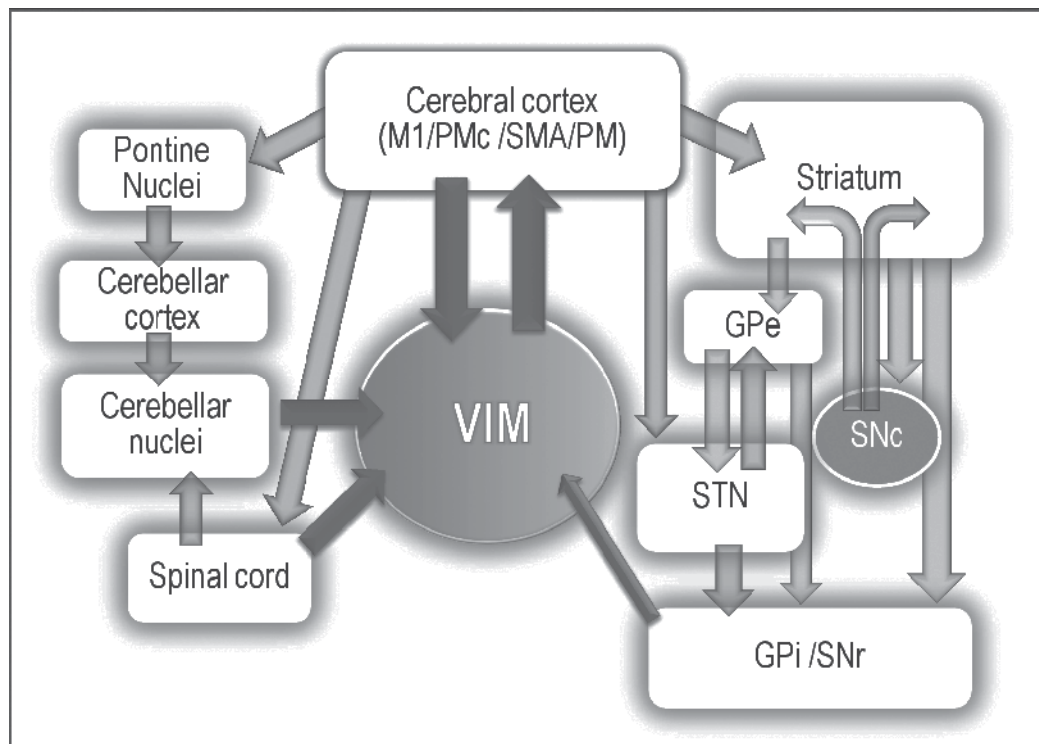 Cerebral cortex
(M1/PMc /SMA/PM)
Pontine
Nuclei
Striatum
Cerebellar
cortex
GPe
Cerebellar
nuclei
VIM
SNc
STN
Spinal cord
GPi /SNr